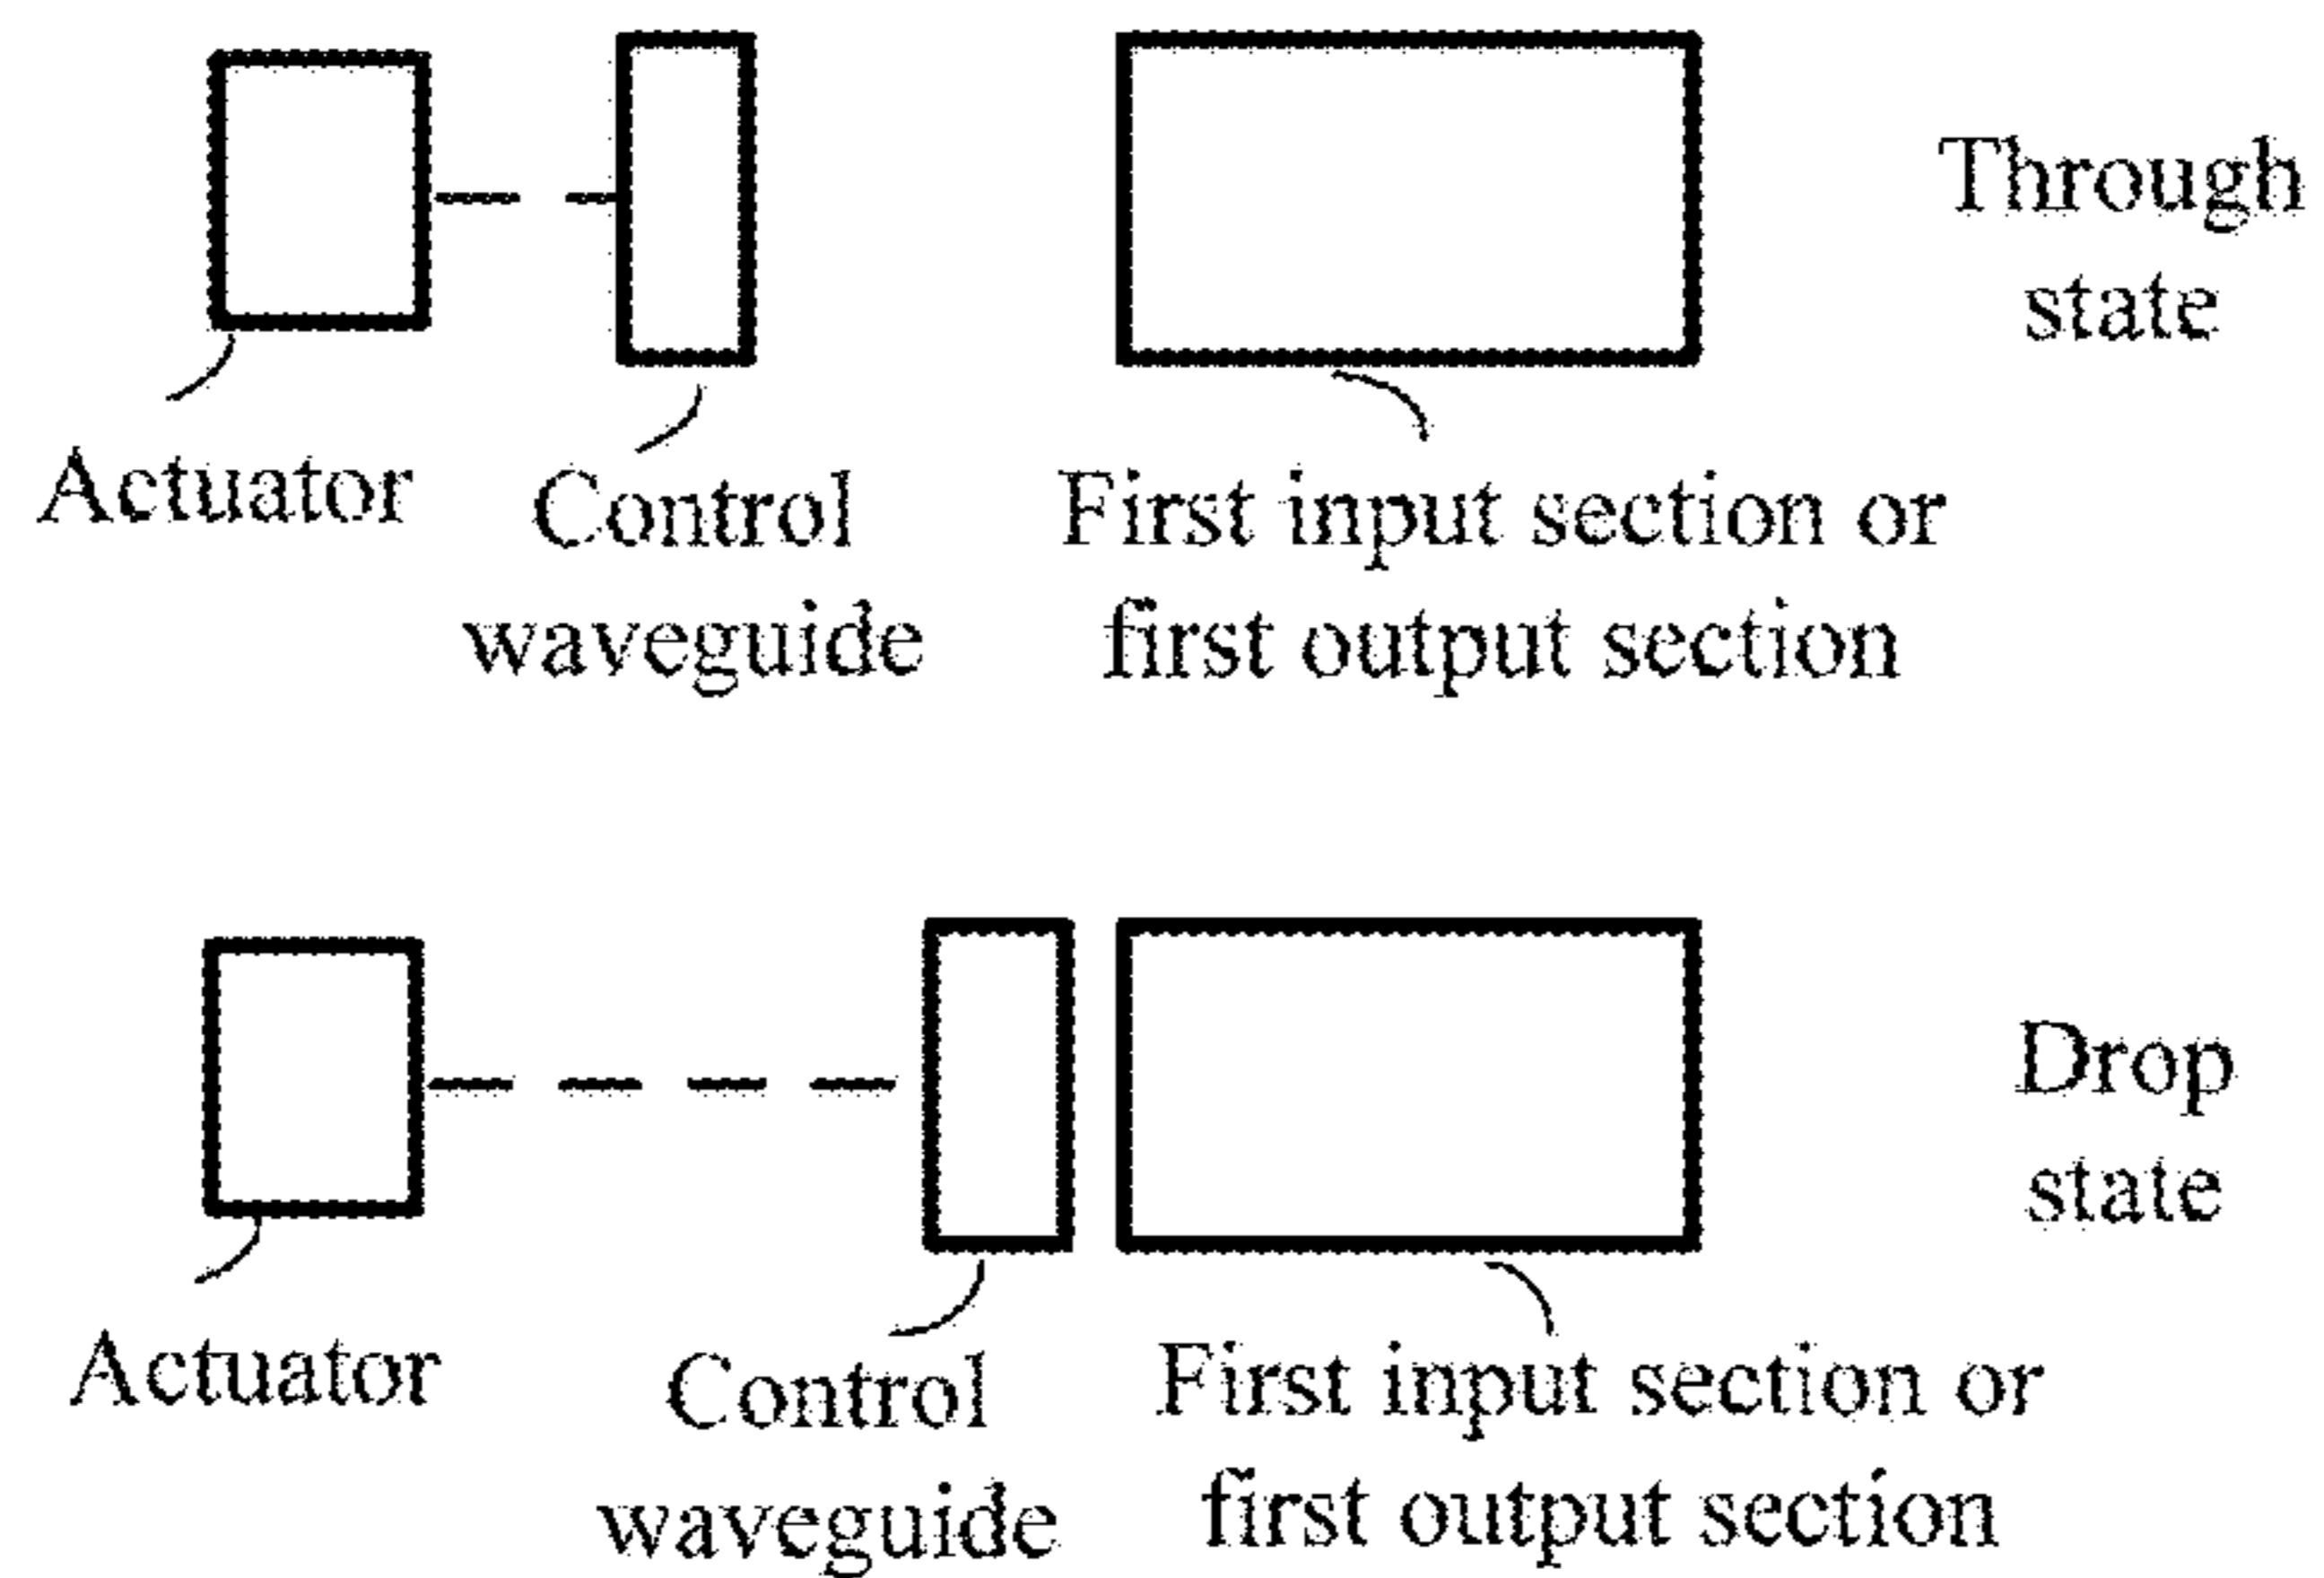 Through
state
Actuator
Control
waveguide
First input section or
first output section
Drop
state
Actuator
Control
waveguide
First input section or
first output section